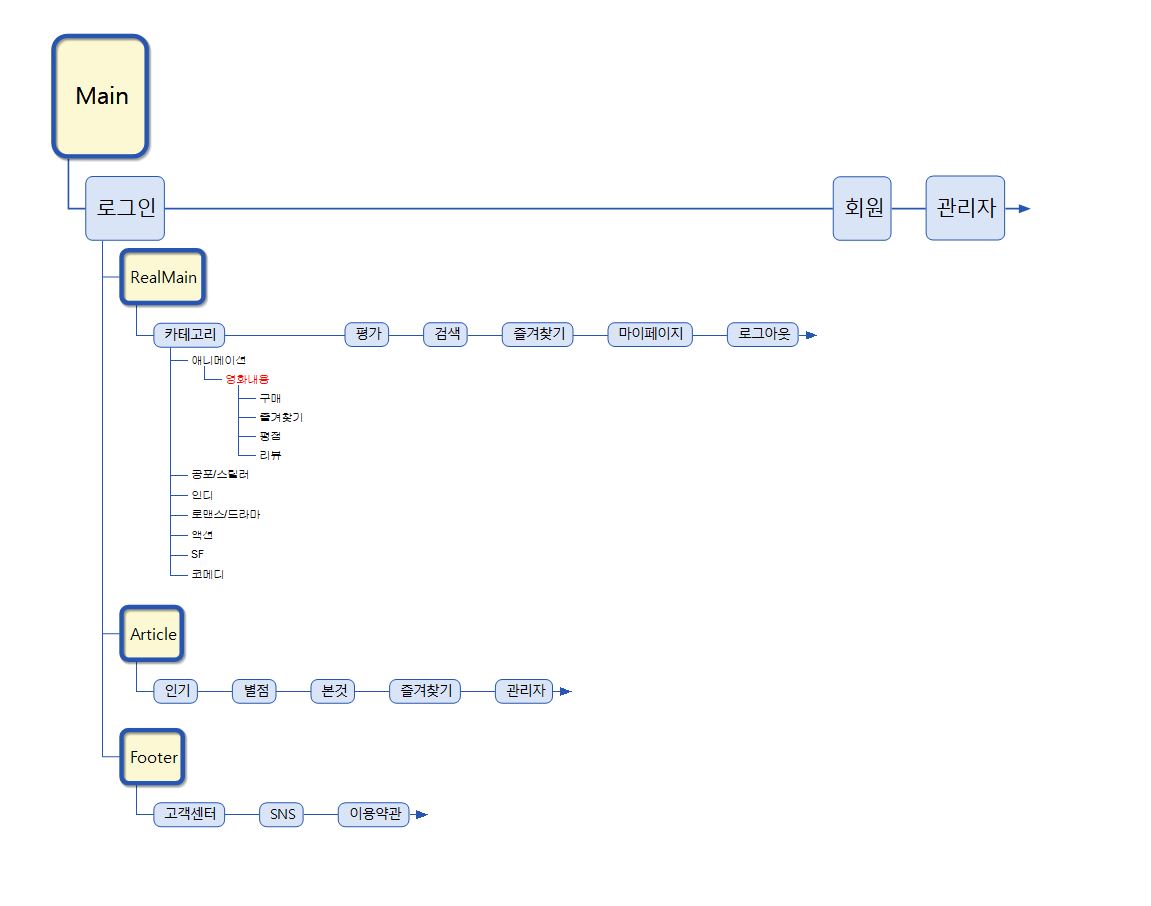 Main
로그인 회원 관리자
RealMain
카테고리 평가 검색 즐겨찾기 마이페이지 로그아웃
애니메이션
영화내용
구매
즐겨찾기
평점
리뷰
공포/스릴러
인디
로맨스/드라마
액션
SF
코메디
Article
인기 별점 본것 즐겨찾기 관리자
Footer
고객센터 SNS 이용약관